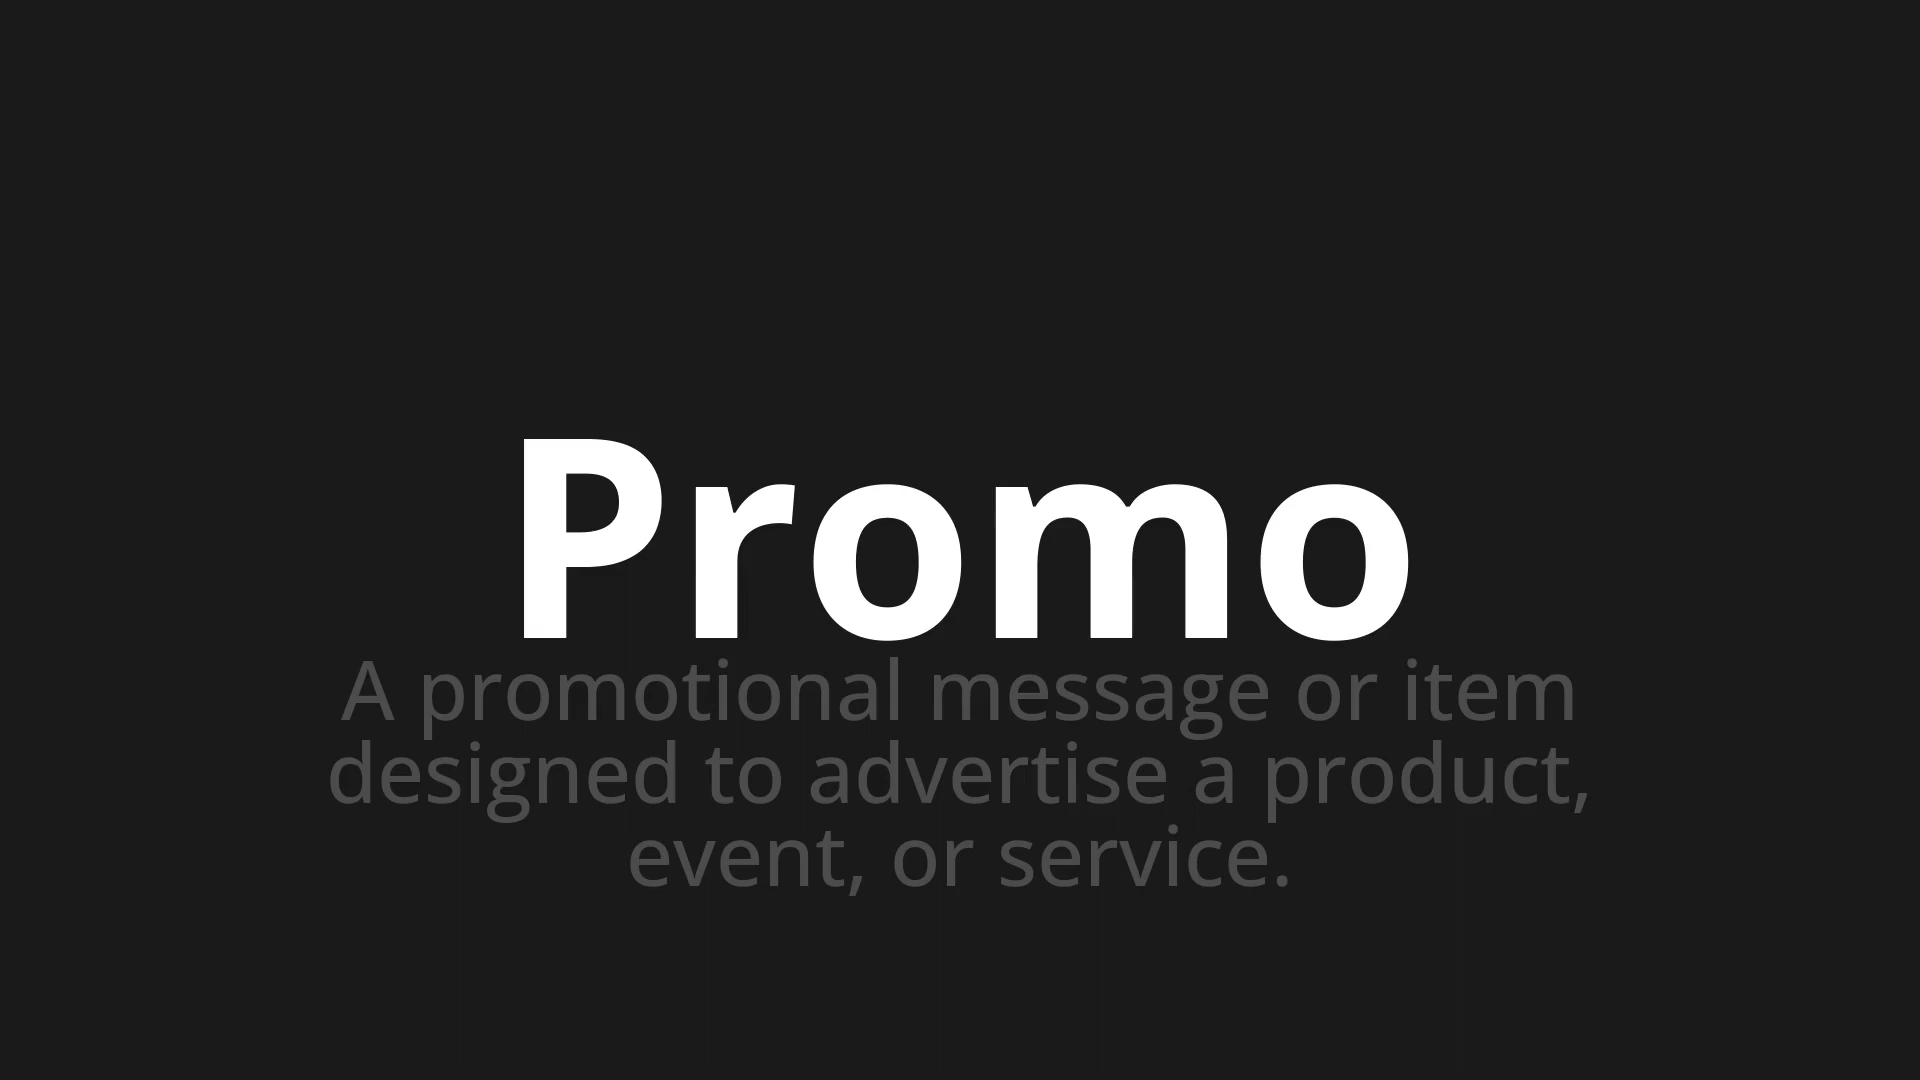 Promo
A promotional message or item
designed to advertise a product,
event, or service.